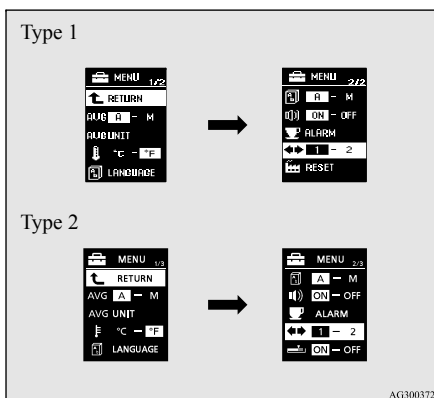 Type 1
MENU 1/2
RETURN
AVG A - M
AVG UNIT
°C - °F
LANGUAGE
MENU 2/2
A - M
ON - OFF
ALARM
1 - 2
RESET
Type 2
MENU 1/3
RETURN
AVG A - M
AVG UNIT
°C - °F
LANGUAGE
MENU 2/3
A - M
ON - OFF
ALARM
1 - 2
ON - OFF
AG300372